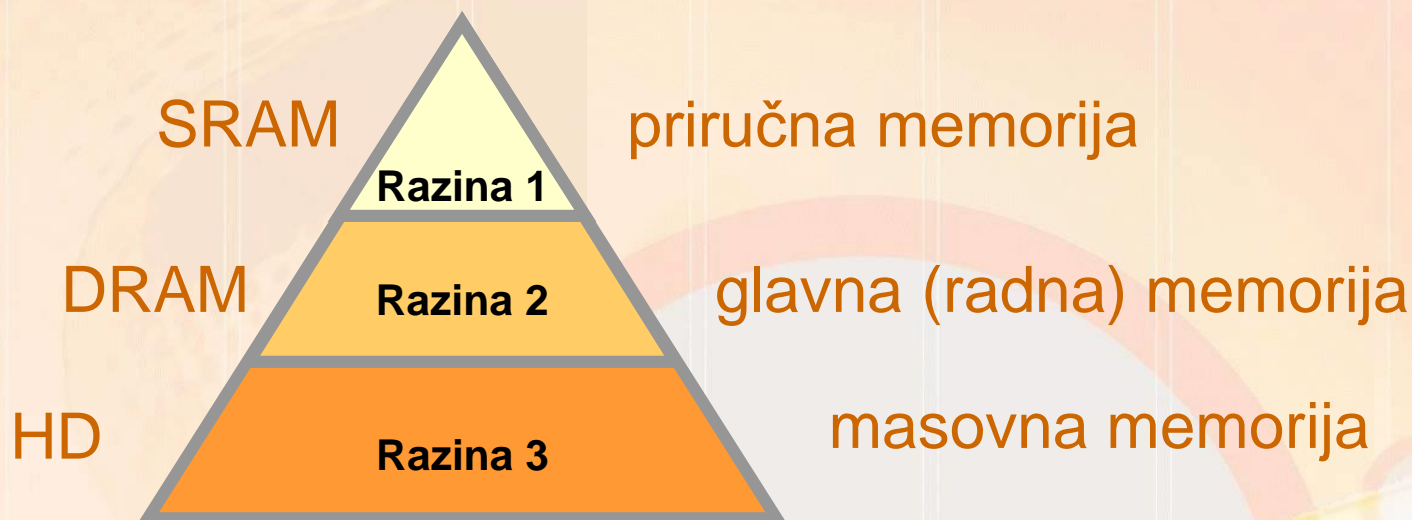 SRAM
priručna memorija
Razina 1
DRAM
Razina 2
glavna (radna) memorija
HD
Razina 3
masovna memorija